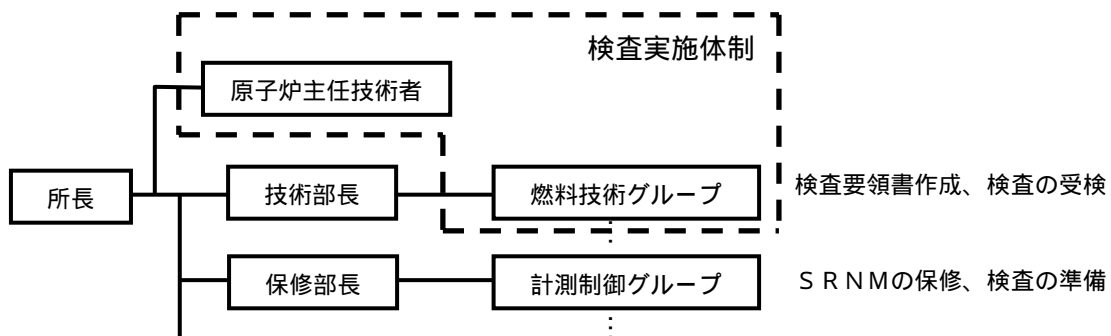 検査実施体制
原子炉主任技術者
所長
技術部長
燃料技術グループ
検査要領書作成、検査の受検
保修部長
計測制御グループ
ＳＲＮＭの保修、検査の準備